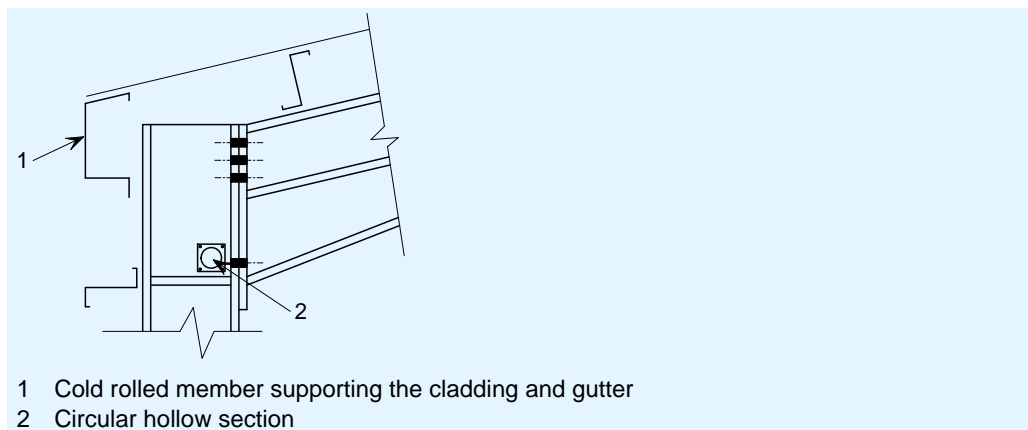 1
2
1 Cold rolled member supporting the cladding and gutter
2 Circular hollow section